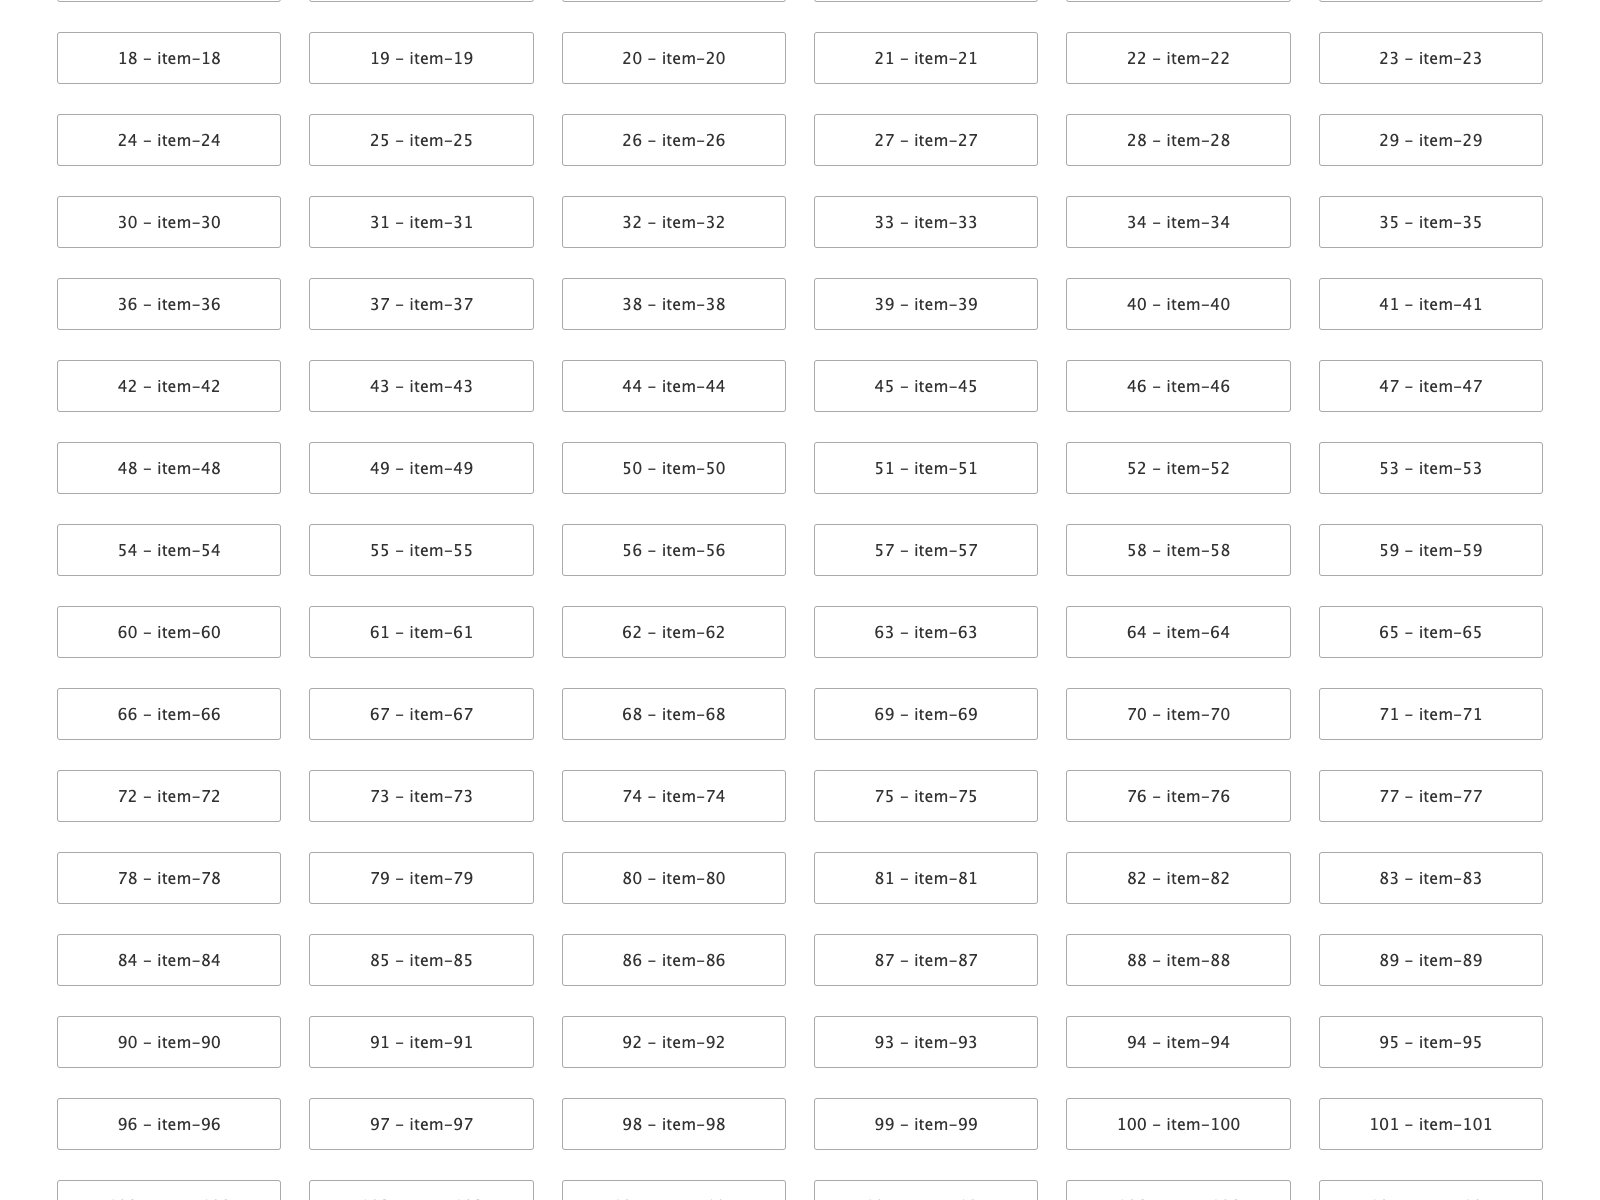 18 – item–18
19 – item–19
20 – item–20
21 – item–21
22 – item–22
23 – item–23
24 – item–24
25 – item–25
26 – item–26
27 – item–27
28 – item–28
29 – item–29
30 – item–30
31 – item–31
32 – item–32
33 – item–33
34 – item–34
35 – item–35
36 – item–36
37 – item–37
38 – item–38
39 – item–39
40 – item–40
41 – item–41
42 – item–42
43 – item–43
44 – item–44
45 – item–45
46 – item–46
47 – item–47
48 – item–48
49 – item–49
50 – item–50
51 – item–51
52 – item–52
53 – item–53
54 – item–54
55 – item–55
56 – item–56
57 – item–57
58 – item–58
59 – item–59
60 – item–60
61 – item–61
62 – item–62
63 – item–63
64 – item–64
65 – item–65
66 – item–66
67 – item–67
68 – item–68
69 – item–69
70 – item–70
71 – item–71
72 – item–72
73 – item–73
74 – item–74
75 – item–75
76 – item–76
77 – item–77
78 – item–78
79 – item–79
80 – item–80
81 – item–81
82 – item–82
83 – item–83
84 – item–84
85 – item–85
86 – item–86
87 – item–87
88 – item–88
89 – item–89
90 – item–90
91 – item–91
92 – item–92
93 – item–93
94 – item–94
95 – item–95
96 – item–96
97 – item–97
98 – item–98
99 – item–99
100 – item–100
101 – item–101